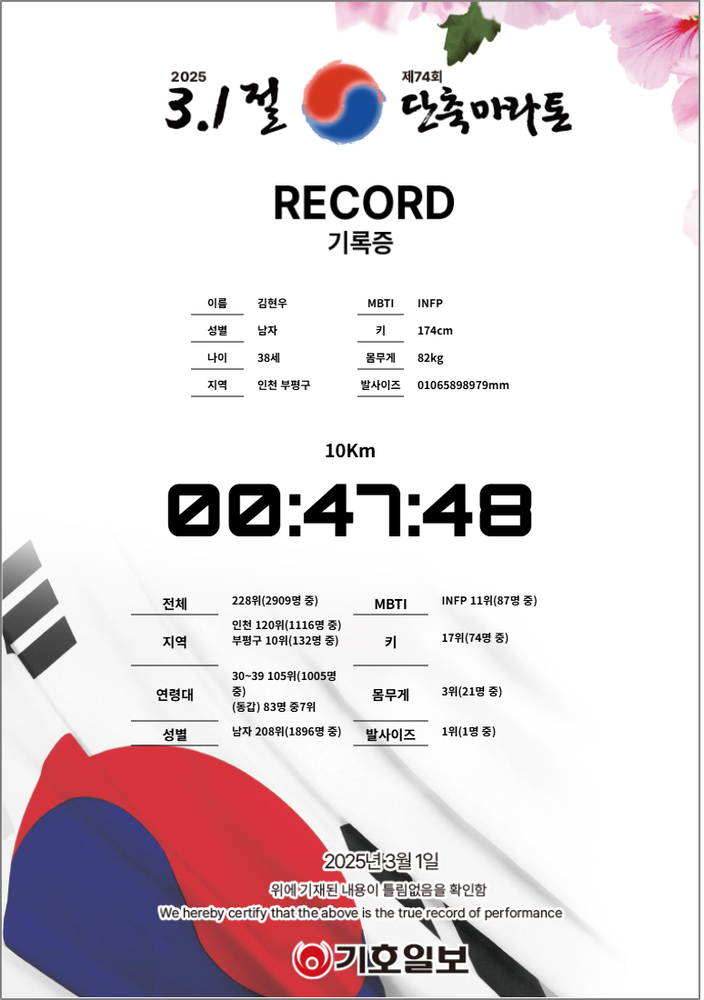 2025
3.1절
제74회
단축마라톤
RECORD
기록증
이름 김현우 MBTI INFP
성별 남자 키 174cm
나이 38세 몸무게 82kg
지역 인천 부평구 발사이즈 01065898979mm
10Km
00:47:48
전체 228위(2909명 중) MBTI INFP 11위(87명 중)
인천 120위(1116명 중)
지역 부평구 10위(132명 중) 키 17위(74명 중)
30~39 105위(1005명
연령대 중) 몸무게 3위(21명 중)
(동갑) 83명 중7위
성별 남자 208위(1896명 중) 발사이즈 1위(1명 중)
2025년3월 1일
위에 기재된 내용이 틀림없음을 확인함
We hereby certify that the above is the true record of performance
기호일보